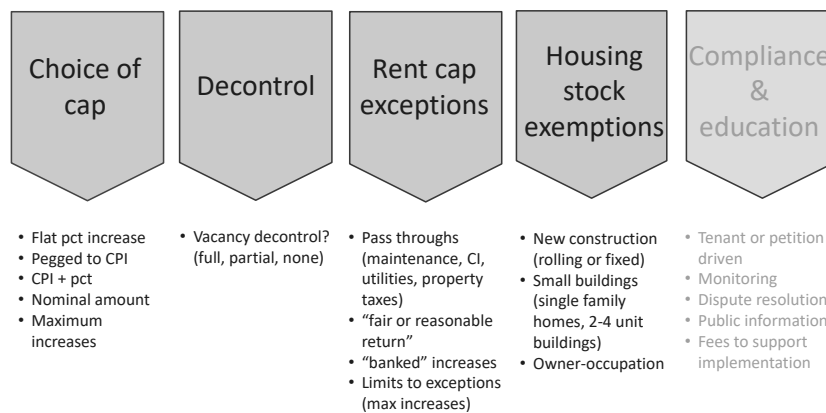 Choice of
cap
Decontrol
Rent cap
exceptions
Housing
stock
exemptions
Compliance
&
education
• Flat pct increase
• Pegged to CPI
• CPI + pct
• Nominal amount
• Maximum
increases
• Vacancy decontrol?
(full, partial, none)
• Pass throughs
(maintenance, CI,
utilities, property
taxes)
• “fair or reasonable
return”
• “banked” increases
• Limits to exceptions
(max increases)
• New construction
(rolling or fixed)
• Small buildings
(single family
homes, 2-4 unit
buildings)
• Owner-occupation
• Tenant or petition
driven
• Monitoring
• Dispute resolution
• Public information
• Fees to support
implementation